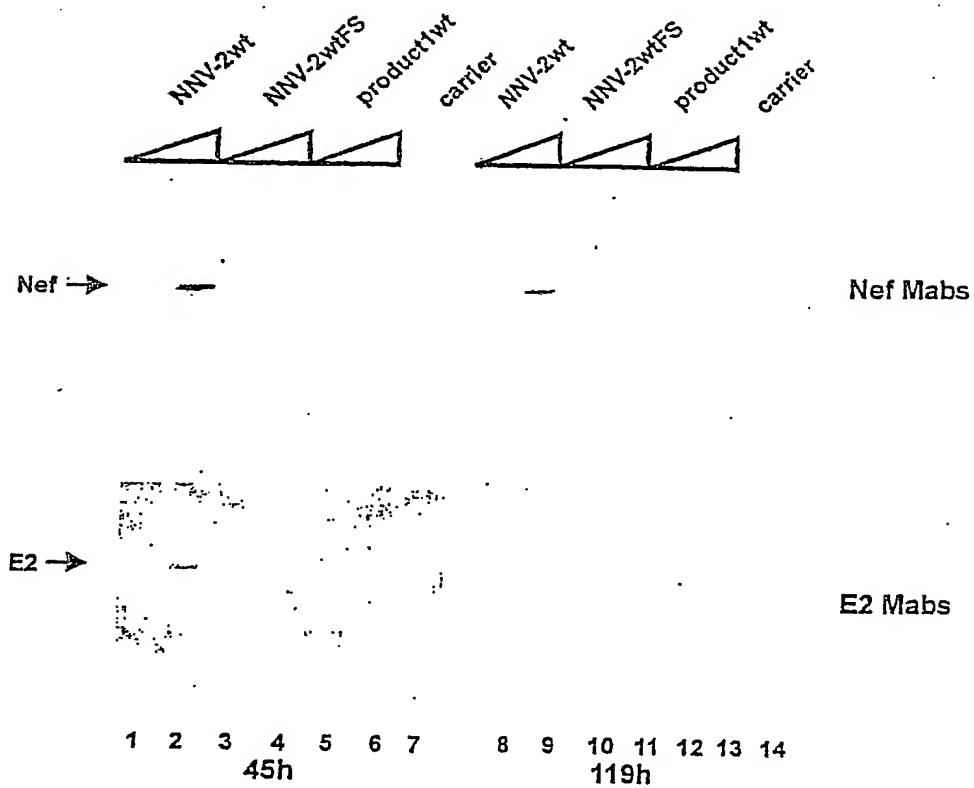 NNV-2wt NNV-2wtFS product1wt carrier NNV-2wt NNV-2wtFS product1wt carrier
Nef Nef Mabs
E2
E2 Mabs
1 2 3 4 5 6 7 8 9 10 11 12 13 14
45h 119h